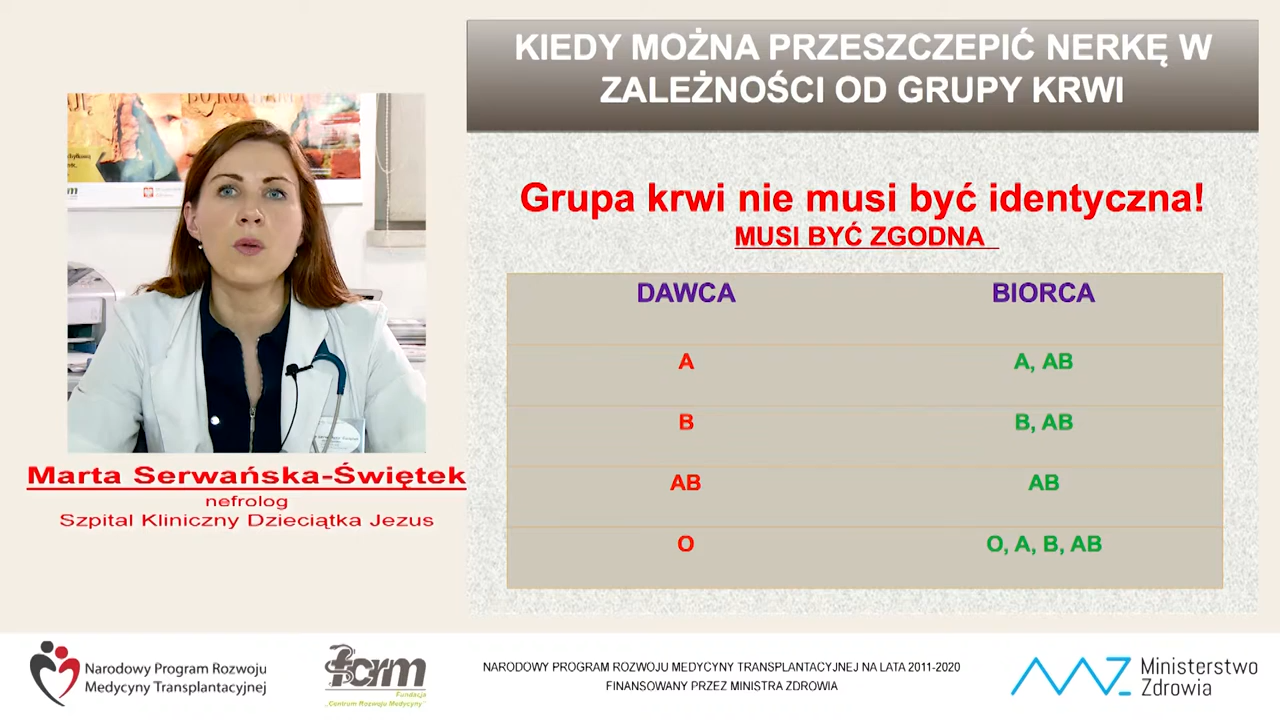 KIEDY MOŻNA PRZESZCZEPIĆ NERKĘ W
ZALEŻNOŚCI OD GRUPY KRWI
Grupa krwi nie musi być identyczna!
MUSI BYĆ ZGODNA
DAWCA BIORCA
A A, AB
B B, AB
AB AB
O O, A, B, AB
Marta Serwańska-Świętek
nefrolog
Szpital Kliniczny Dzieciątka Jezus
Narodowy Program Rozwoju
Medycyny Transplantacyjnej
fcrm
Fundacja
„Centrum Rozwoju Medycyny"
NARODOWY PROGRAM ROZWOJU MEDYCYNY TRANSPLANTACYJNEJ NA LATA 2011-2020
FINANSOWANY PRZEZ MINISTRA ZDROWIA
Ministerstwo
Zdrowia